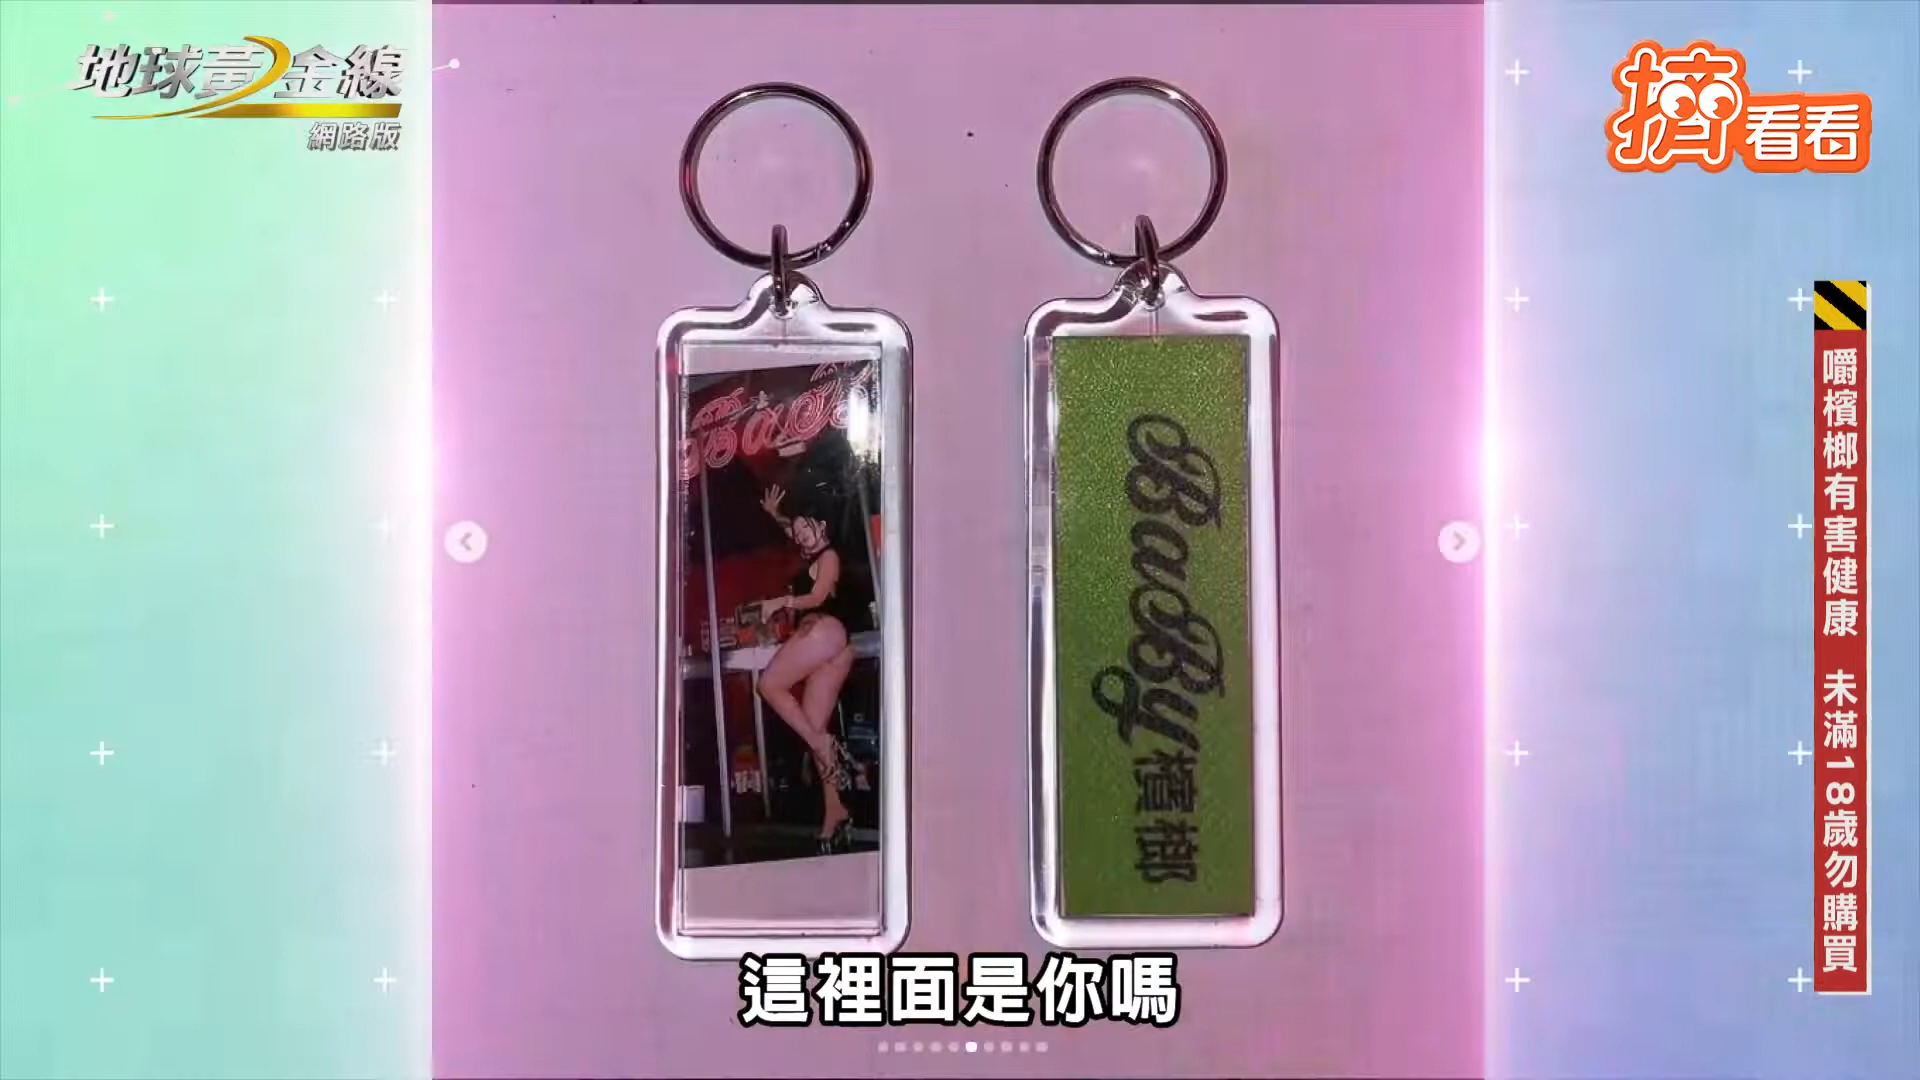 地球黃金線
網路版
擠看看
嚼檳榔有害健康 未滿18歲勿購買
BadBy檳榔
這裡面是你嗎